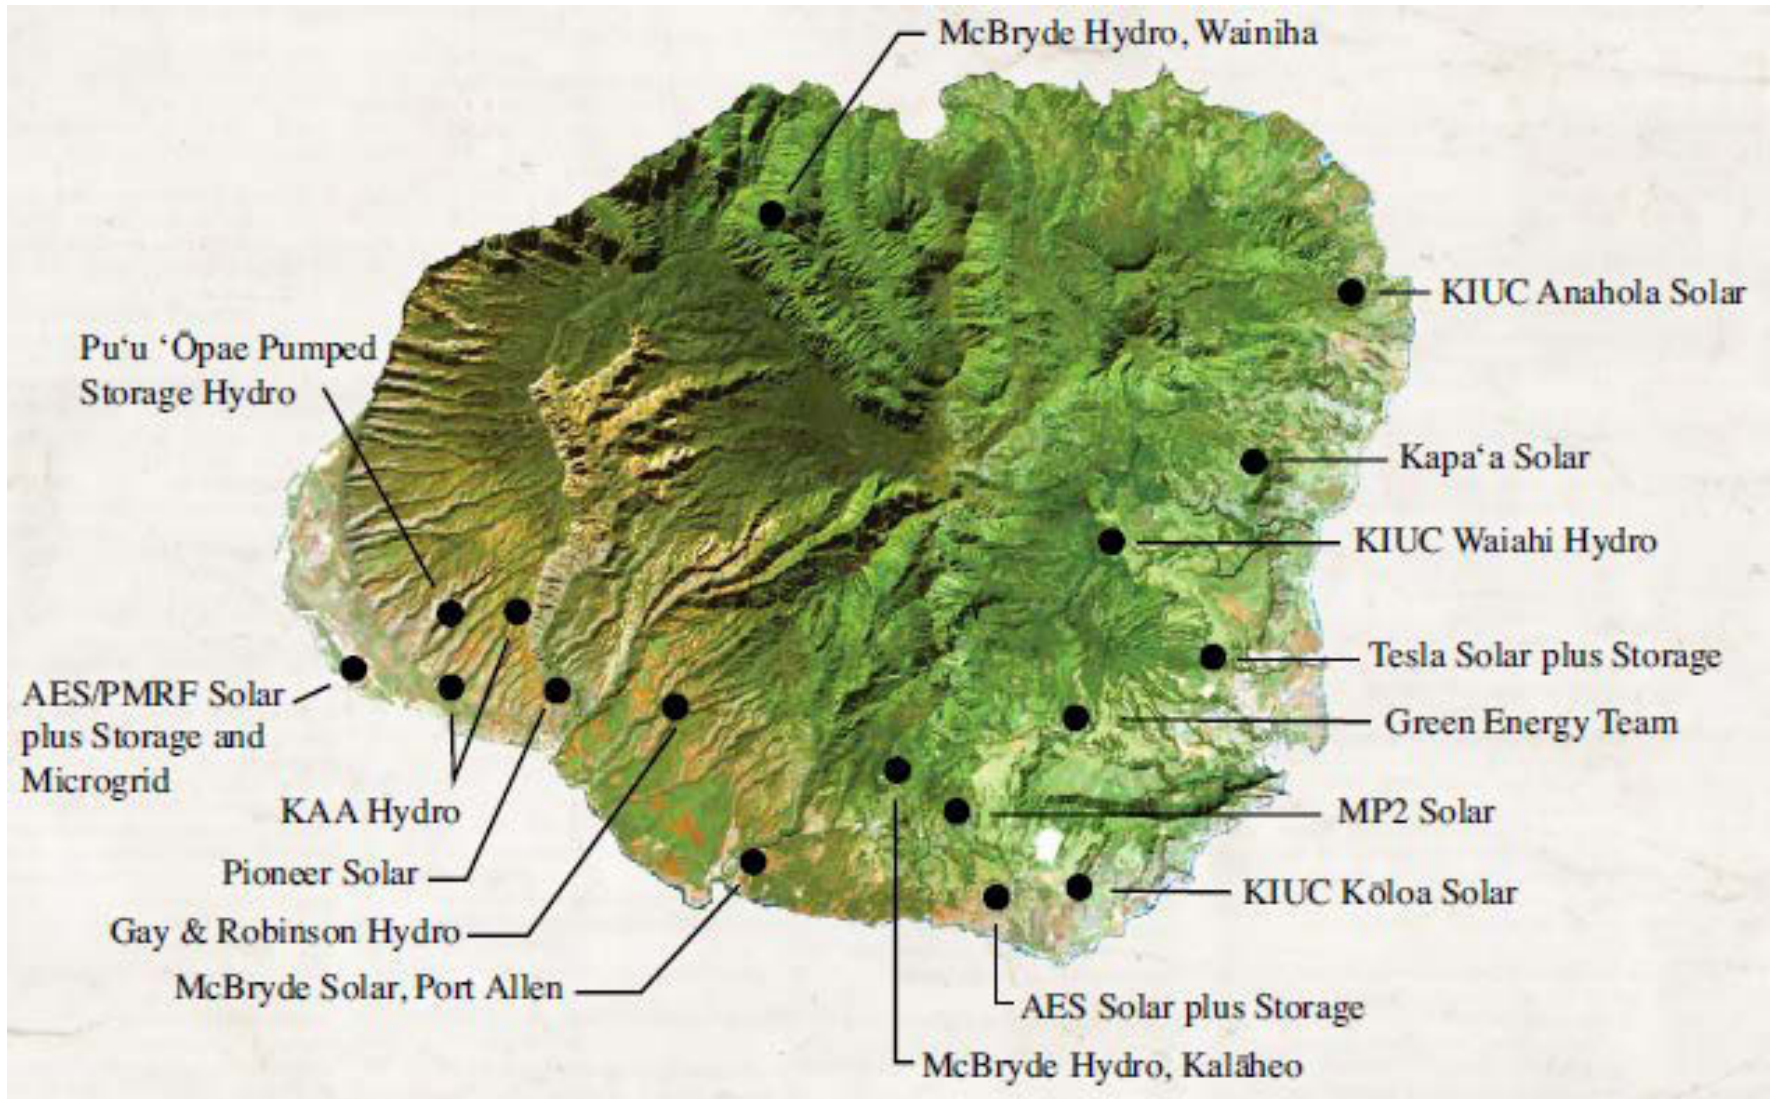 McBryde Hydro, Wainiha
KIUC Anahola Solar
Pu‘u ‘Ōpae Pumped
Storage Hydro
Kapa‘a Solar
KIUC Waiahi Hydro
Tesla Solar plus Storage
AES/PMRF Solar
plus Storage and
Microgrid
Green Energy Team
KAA Hydro
MP2 Solar
Pioneer Solar
KIUC Kōloa Solar
Gay & Robinson Hydro
McBryde Solar, Port Allen
AES Solar plus Storage
McBryde Hydro, Kalāheo